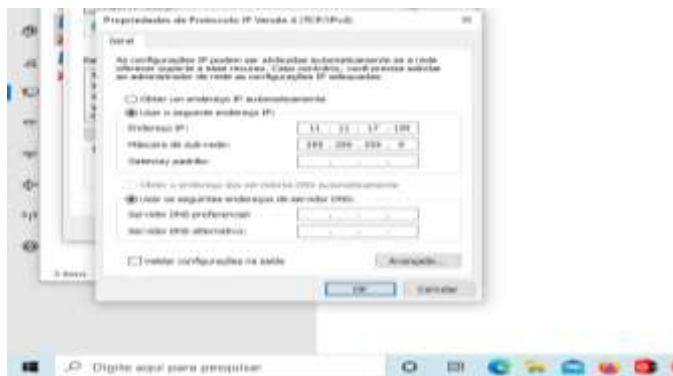 Propriedades de Protocolo IP Versão 4 (TCP/IPv4)
Geral
As configurações IP podem ser atribuídas automaticamente se a rede
oferecer suporte a esse recurso. Caso contrário, você precisa solicitar
ao administrador de rede as configurações IP adequadas.
Obter um endereço IP automaticamente
Usar o seguinte endereço IP:
Endereço IP:
11 . 11 . 17
Máscara de sub-rede:
Gateway padrão:
Obter o endereço dos servidores DNS automaticamente
Usar os seguintes endereços de servidor DNS:
Servidor DNS preferencial:
Servidor DNS alternativo:
Validar configurações na saída
Avançado...
OK
Cancelar
Digite aqui para pesquisar